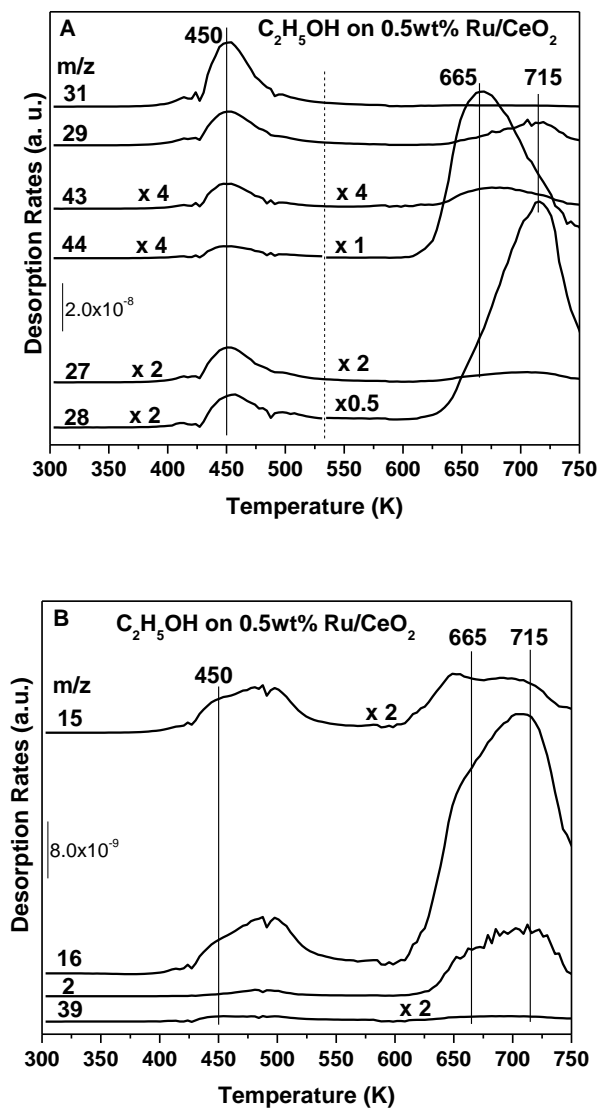 A
C₂H₅OH on 0.5wt% Ru/CeO₂
450
665
715
m/z
31
29
43
x 4
x 4
44
x 4
x 1
2.0x10⁻⁸
27
x 2
x 2
28
x 2
x0.5
Desorption Rates (a. u.)
300 350 400 450 500 550 600 650 700 750
Temperature (K)
B
C₂H₅OH on 0.5wt% Ru/CeO₂
450
665
715
m/z
15
x 2
8.0x10⁻⁹
16
2
39
x 2
Desorption Rates (a.u.)
300 350 400 450 500 550 600 650 700 750
Temperature (K)